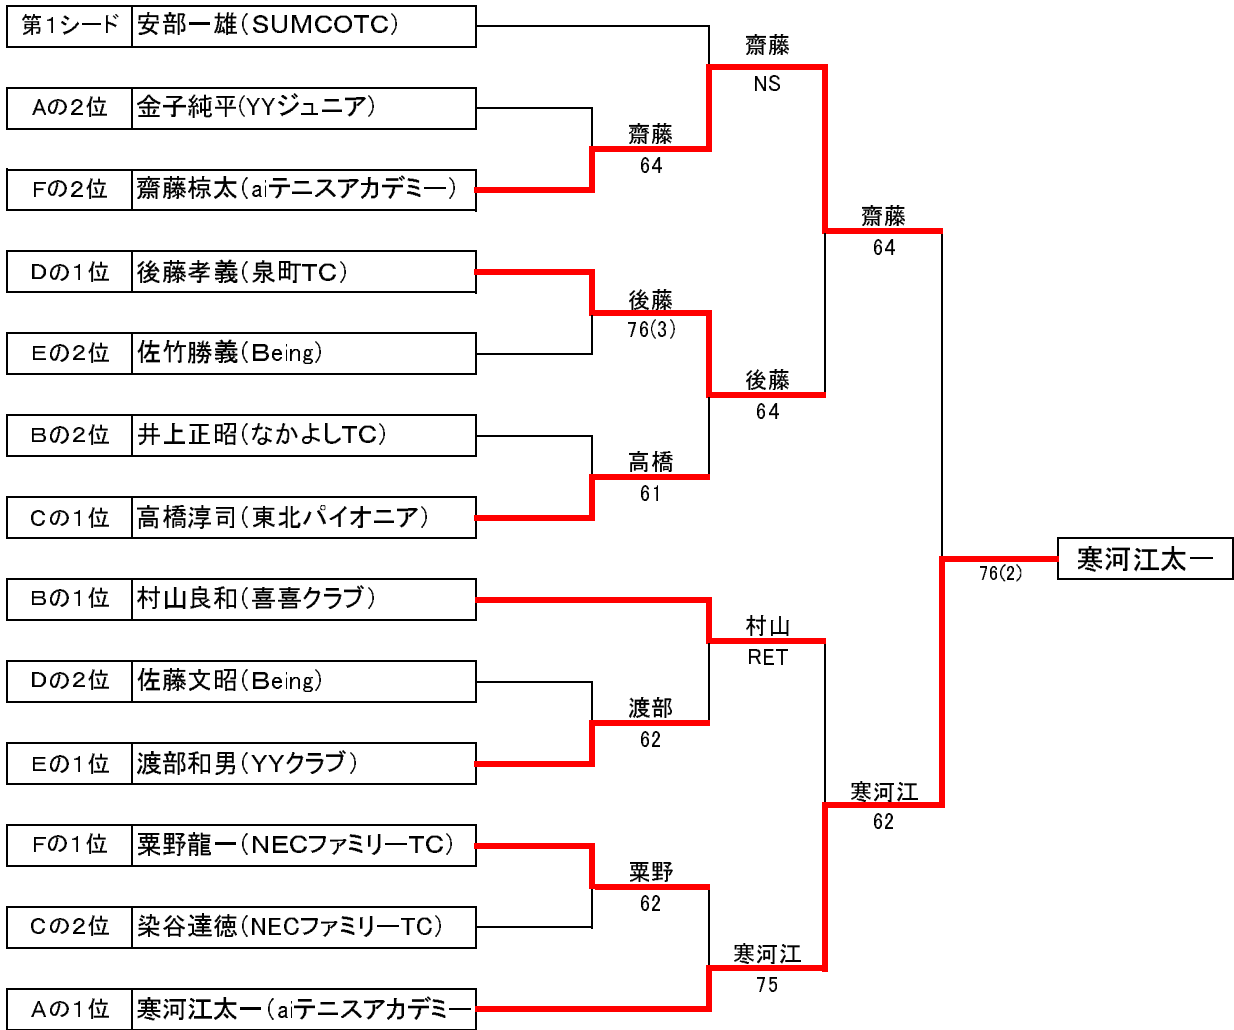 第1シード 安部一雄(SUMCOTC)
齋藤
NS
Aの2位 金子純平(YYジュニア)
齋藤
64
Fの2位 齋藤椋太(aiテニスアカデミー)
齋藤
64
Dの1位 後藤孝義(泉町TC)
後藤
76(3)
Eの2位 佐竹勝義(Being)
後藤
64
Bの2位 井上正昭(なかよしTC)
高橋
61
Cの1位 高橋淳司(東北パイオニア)
寒河江太一
76(2)
Bの1位 村山良和(喜喜クラブ)
村山
RET
Dの2位 佐藤文昭(Being)
渡部
62
Eの1位 渡部和男(YYクラブ)
寒河江
62
Fの1位 粟野龍一(NECファミリーTC)
粟野
62
Cの2位 染谷達徳(NECファミリーTC)
寒河江
75
Aの1位 寒河江太一(aiテニスアカデミー